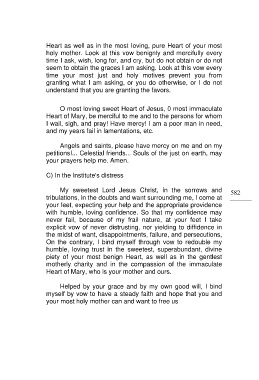 Heart as well as in the most loving, pure Heart of your most
holy mother. Look at this vow benignly and mercifully every
time I ask, wish, long for, and cry, but do not obtain or do not
seem to obtain the graces I am asking. Look at this vow every
time your most just and holy motives prevent you from
granting what I am asking, or you do otherwise, or I do not
understand that you are granting the favors.
O most loving sweet Heart of Jesus, 0 most immaculate
Heart of Mary, be merciful to me and to the persons for whom
I wail, sigh, and pray! Have mercy! I am a poor man in need,
and my years fail in lamentations, etc.
Angels and saints, please have mercy on me and on my
petitions!... Celestial friends... Souls of the just on earth, may
your prayers help me. Amen.
C) In the Institute's distress
My sweetest Lord Jesus Christ, in the sorrows and
tribulations, in the doubts and want surrounding me, I come at
your feet, expecting your help and the appropriate providence
with humble, loving confidence. So that my confidence may
never fail, because of my frail nature, at your feet I take
explicit vow of never distrusting, nor yielding to diffidence in
the midst of want, disappointments, failure, and persecutions,
On the contrary, I bind myself through vow to redouble my
humble, loving trust in the sweetest, superabundant, divine
piety of your most benign Heart, as well as in the gentlest
motherly charity and in the compassion of the immaculate
Heart of Mary, who is your mother and ours.
Helped by your grace and by my own good will, I bind
myself by vow to have a steady faith and hope that you and
your most holy mother can and want to free us
582